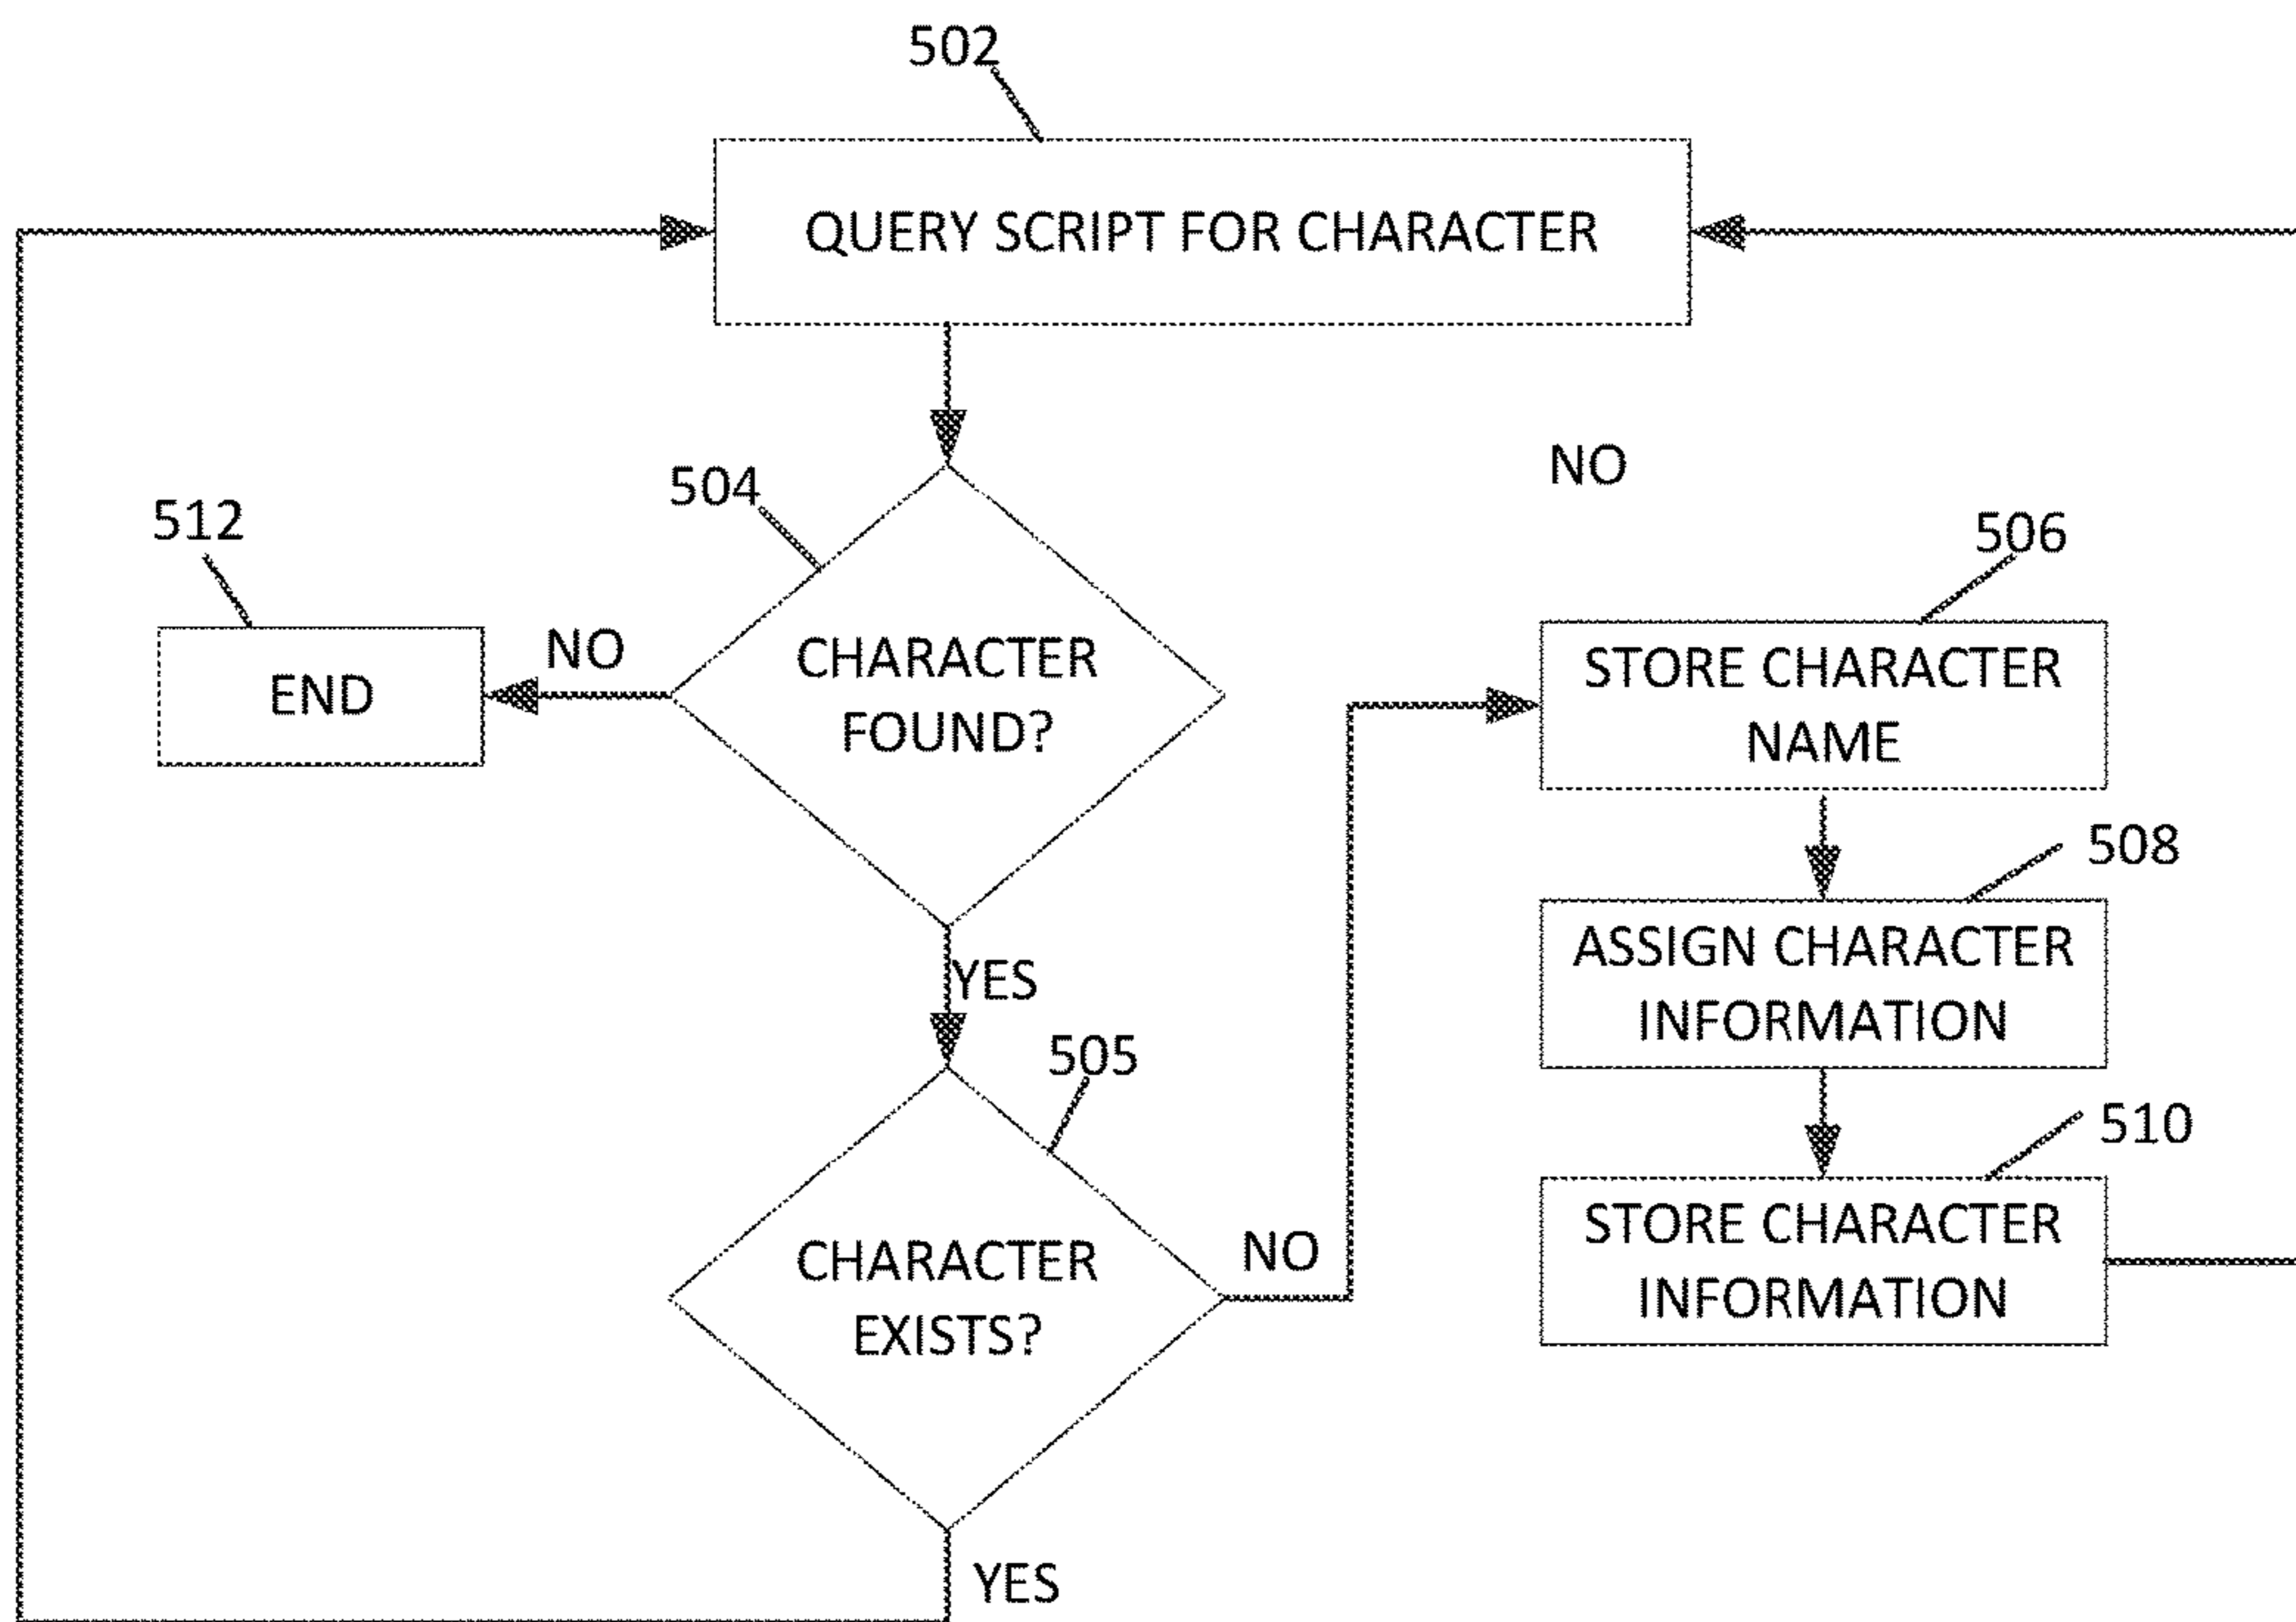 502
QUERY SCRIPT FOR CHARACTER
NO
504
512
506
NO
END
CHARACTER
FOUND?
STORE CHARACTER
NAME
508
YES
ASSIGN CHARACTER
INFORMATION
505
510
CHARACTER
EXISTS?
NO
STORE CHARACTER
INFORMATION
YES